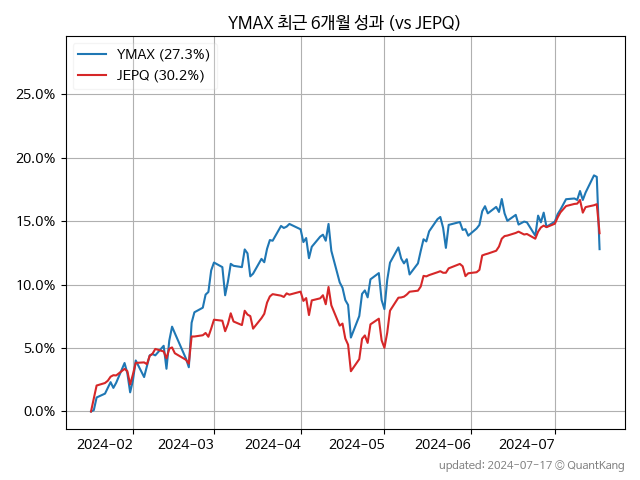 YMAX 최근 6개월 성과 (vs JEPQ)
YMAX (27.3%)
JEPQ (30.2%)
25.0%
20.0%
15.0%
10.0%
5.0%
0.0%
2024-02 2024-03 2024-04 2024-05 2024-06 2024-07
updated: 2024-07-17 © QuantKang